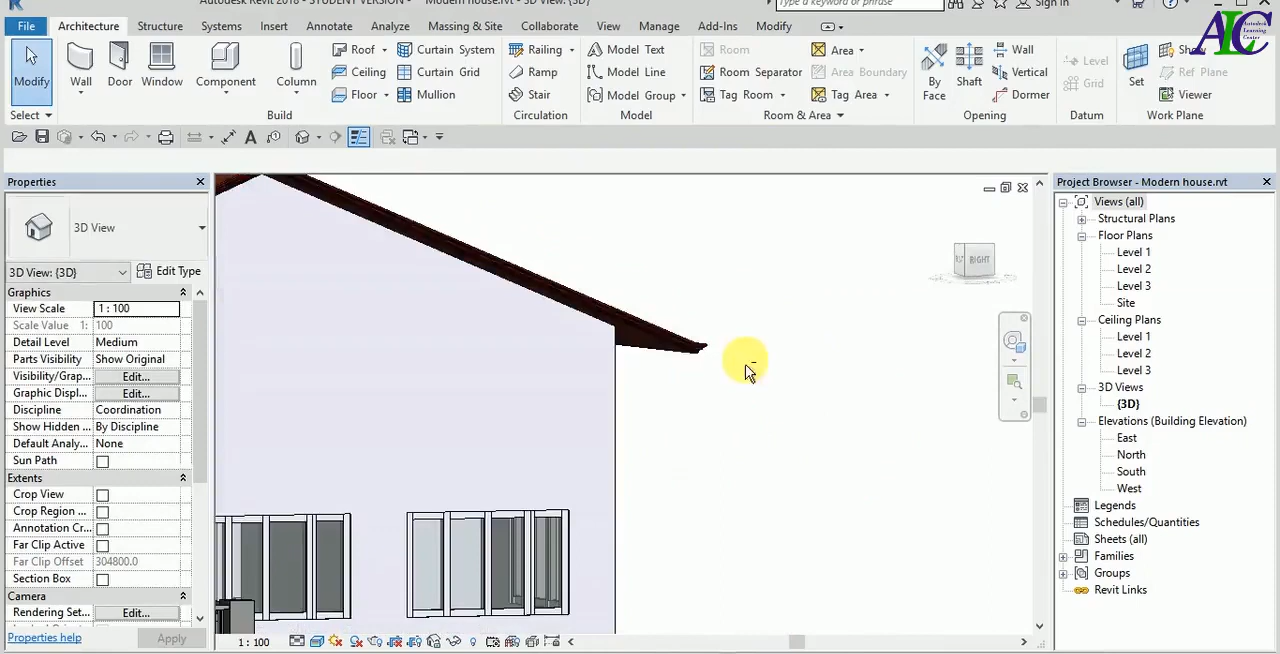 Autodesk Revit 2018 - STUDENT VERSION - Modern house.rvt - 3D View: {3D}
Type a keyword or phrase
Sign In
ALC
Autodesk
Learning
Center
File
Architecture
Structure
Systems
Insert
Annotate
Analyze
Massing & Site
Collaborate
View
Manage
Add-Ins
Modify
Modify
Wall
Door
Window
Component
Column
Roof
Ceiling
Floor
Curtain System
Curtain Grid
Mullion
Railing
Ramp
Stair
Model Text
Model Line
Model Group
Room
Room Separator
Tag Room
Area
Area Boundary
Tag Area
By
Face
Shaft
Wall
Vertical
Dormer
Level
Grid
Set
Show
Ref Plane
Viewer
Select
Build
Circulation
Model
Room & Area
Opening
Datum
Work Plane
Properties
3D View
3D View: {3D}
Edit Type
Graphics
View Scale 1 : 100
Scale Value 1: 100
Detail Level Medium
Parts Visibility Show Original
Visibility/Grap... Edit...
Graphic Displ... Edit...
Discipline Coordination
Show Hidden ... By Discipline
Default Analy... None
Sun Path
Extents
Crop View
Crop Region ...
Annotation Cr...
Far Clip Active
Far Clip Offset 304800.0
Section Box
Camera
Rendering Set... Edit...
Properties help
Apply
RIGHT
1 : 100
Project Browser - Modern house.rvt
Views (all)
Structural Plans
Floor Plans
Level 1
Level 2
Level 3
Site
Ceiling Plans
Level 1
Level 2
Level 3
3D Views
{3D}
Elevations (Building Elevation)
East
North
South
West
Legends
Schedules/Quantities
Sheets (all)
Families
Groups
Revit Links